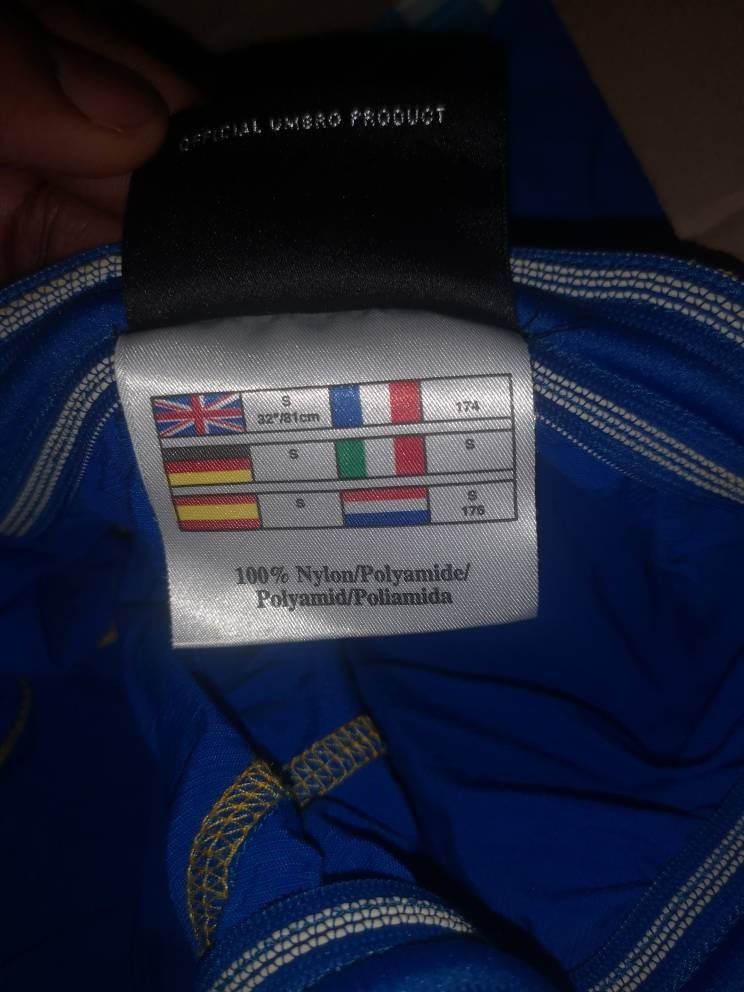 OFFICIAL UMBRO PRODUCT
S
32"/81cm
174
S
S
S
S
176
100% Nylon/Polyamide/
Polyamid/Poliamida